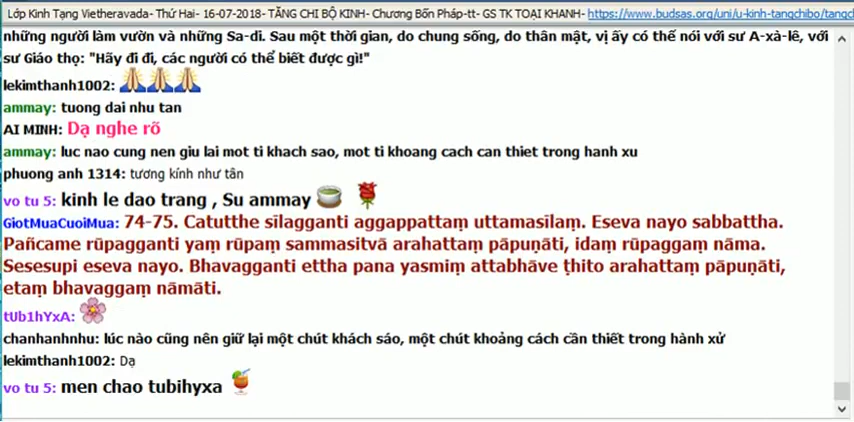 Lớp Kinh Tạng Vietheravada- Thứ Hai- 16-07-2018- TĂNG CHI BỘ KINH- Chương Bốn Pháp-tt- GS TK TOẠI KHANH- https://www.budsas.org/uni/u-kinh-tangchibo/tangc
những người làm vườn và những Sa-di. Sau một thời gian, do chung sống, do thân mật, vị ấy có thể nói với sư A-xà-lê, với
sư Giáo thọ: "Hãy đi đi, các người có thể biết được gì!"
lekimthanh1002:
ammay: tuong dai nhu tan
AI MINH: Dạ nghe rõ
ammay: luc nao cung nen giu lai mot ti khach sao, mot ti khoang cach can thiet trong hanh xu
phuong anh 1314: tương kính như tân
vo tu 5: kinh le dao trang , Su ammay
GiotMuaCuoiMua: 74-75. Catutthe sīlagganti aggappattaṃ uttamasīlaṃ. Eseva nayo sabbattha.
Pañcame rūpagganti yaṃ rūpaṃ sammasitvā arahattaṃ pāpuṇāti, idaṃ rūpaggaṃ nāma.
Sesesupi eseva nayo. Bhavagganti ettha pana yasmiṃ attabhāve ṭhito arahattaṃ pāpuṇāti,
etaṃ bhavaggaṃ nāmāti.
tUb1hYxA:
chanhanhnhu: lúc nào cũng nên giữ lại một chút khách sáo, một chút khoảng cách cần thiết trong hành xử
lekimthanh1002: Dạ
vo tu 5: men chao tubihyxa